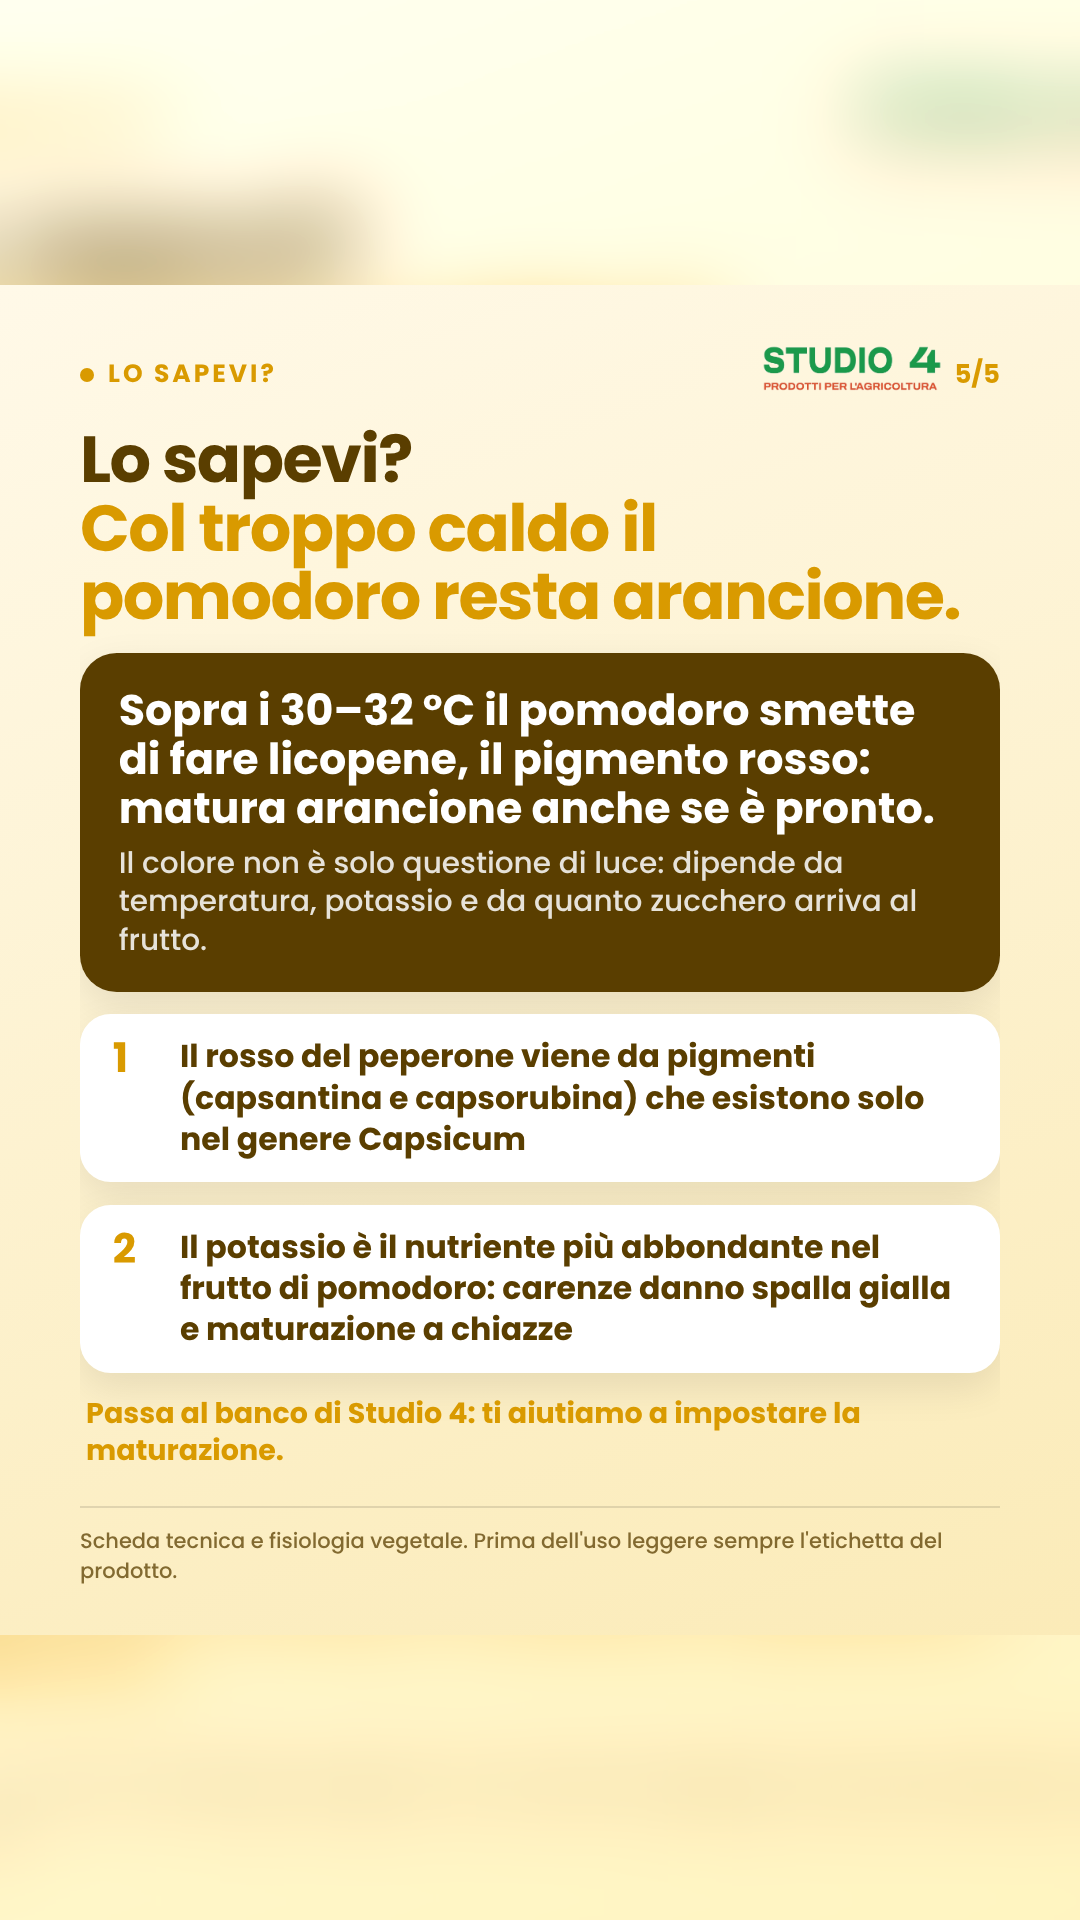 LO SAPEVI?
STUDIO 4
PRODOTTI PER L'AGRICOLTURA
5/5
Lo sapevi?
Col troppo caldo il
pomodoro resta arancione.
Sopra i 30–32 °C il pomodoro smette
di fare licopene, il pigmento rosso:
matura arancione anche se è pronto.
Il colore non è solo questione di luce: dipende da
temperatura, potassio e da quanto zucchero arriva al
frutto.
1
Il rosso del peperone viene da pigmenti
(capsantina e capsorubina) che esistono solo
nel genere Capsicum
2
Il potassio è il nutriente più abbondante nel
frutto di pomodoro: carenze danno spalla gialla
e maturazione a chiazze
Passa al banco di Studio 4: ti aiutiamo a impostare la
maturazione.
Scheda tecnica e fisiologia vegetale. Prima dell'uso leggere sempre l'etichetta del
prodotto.